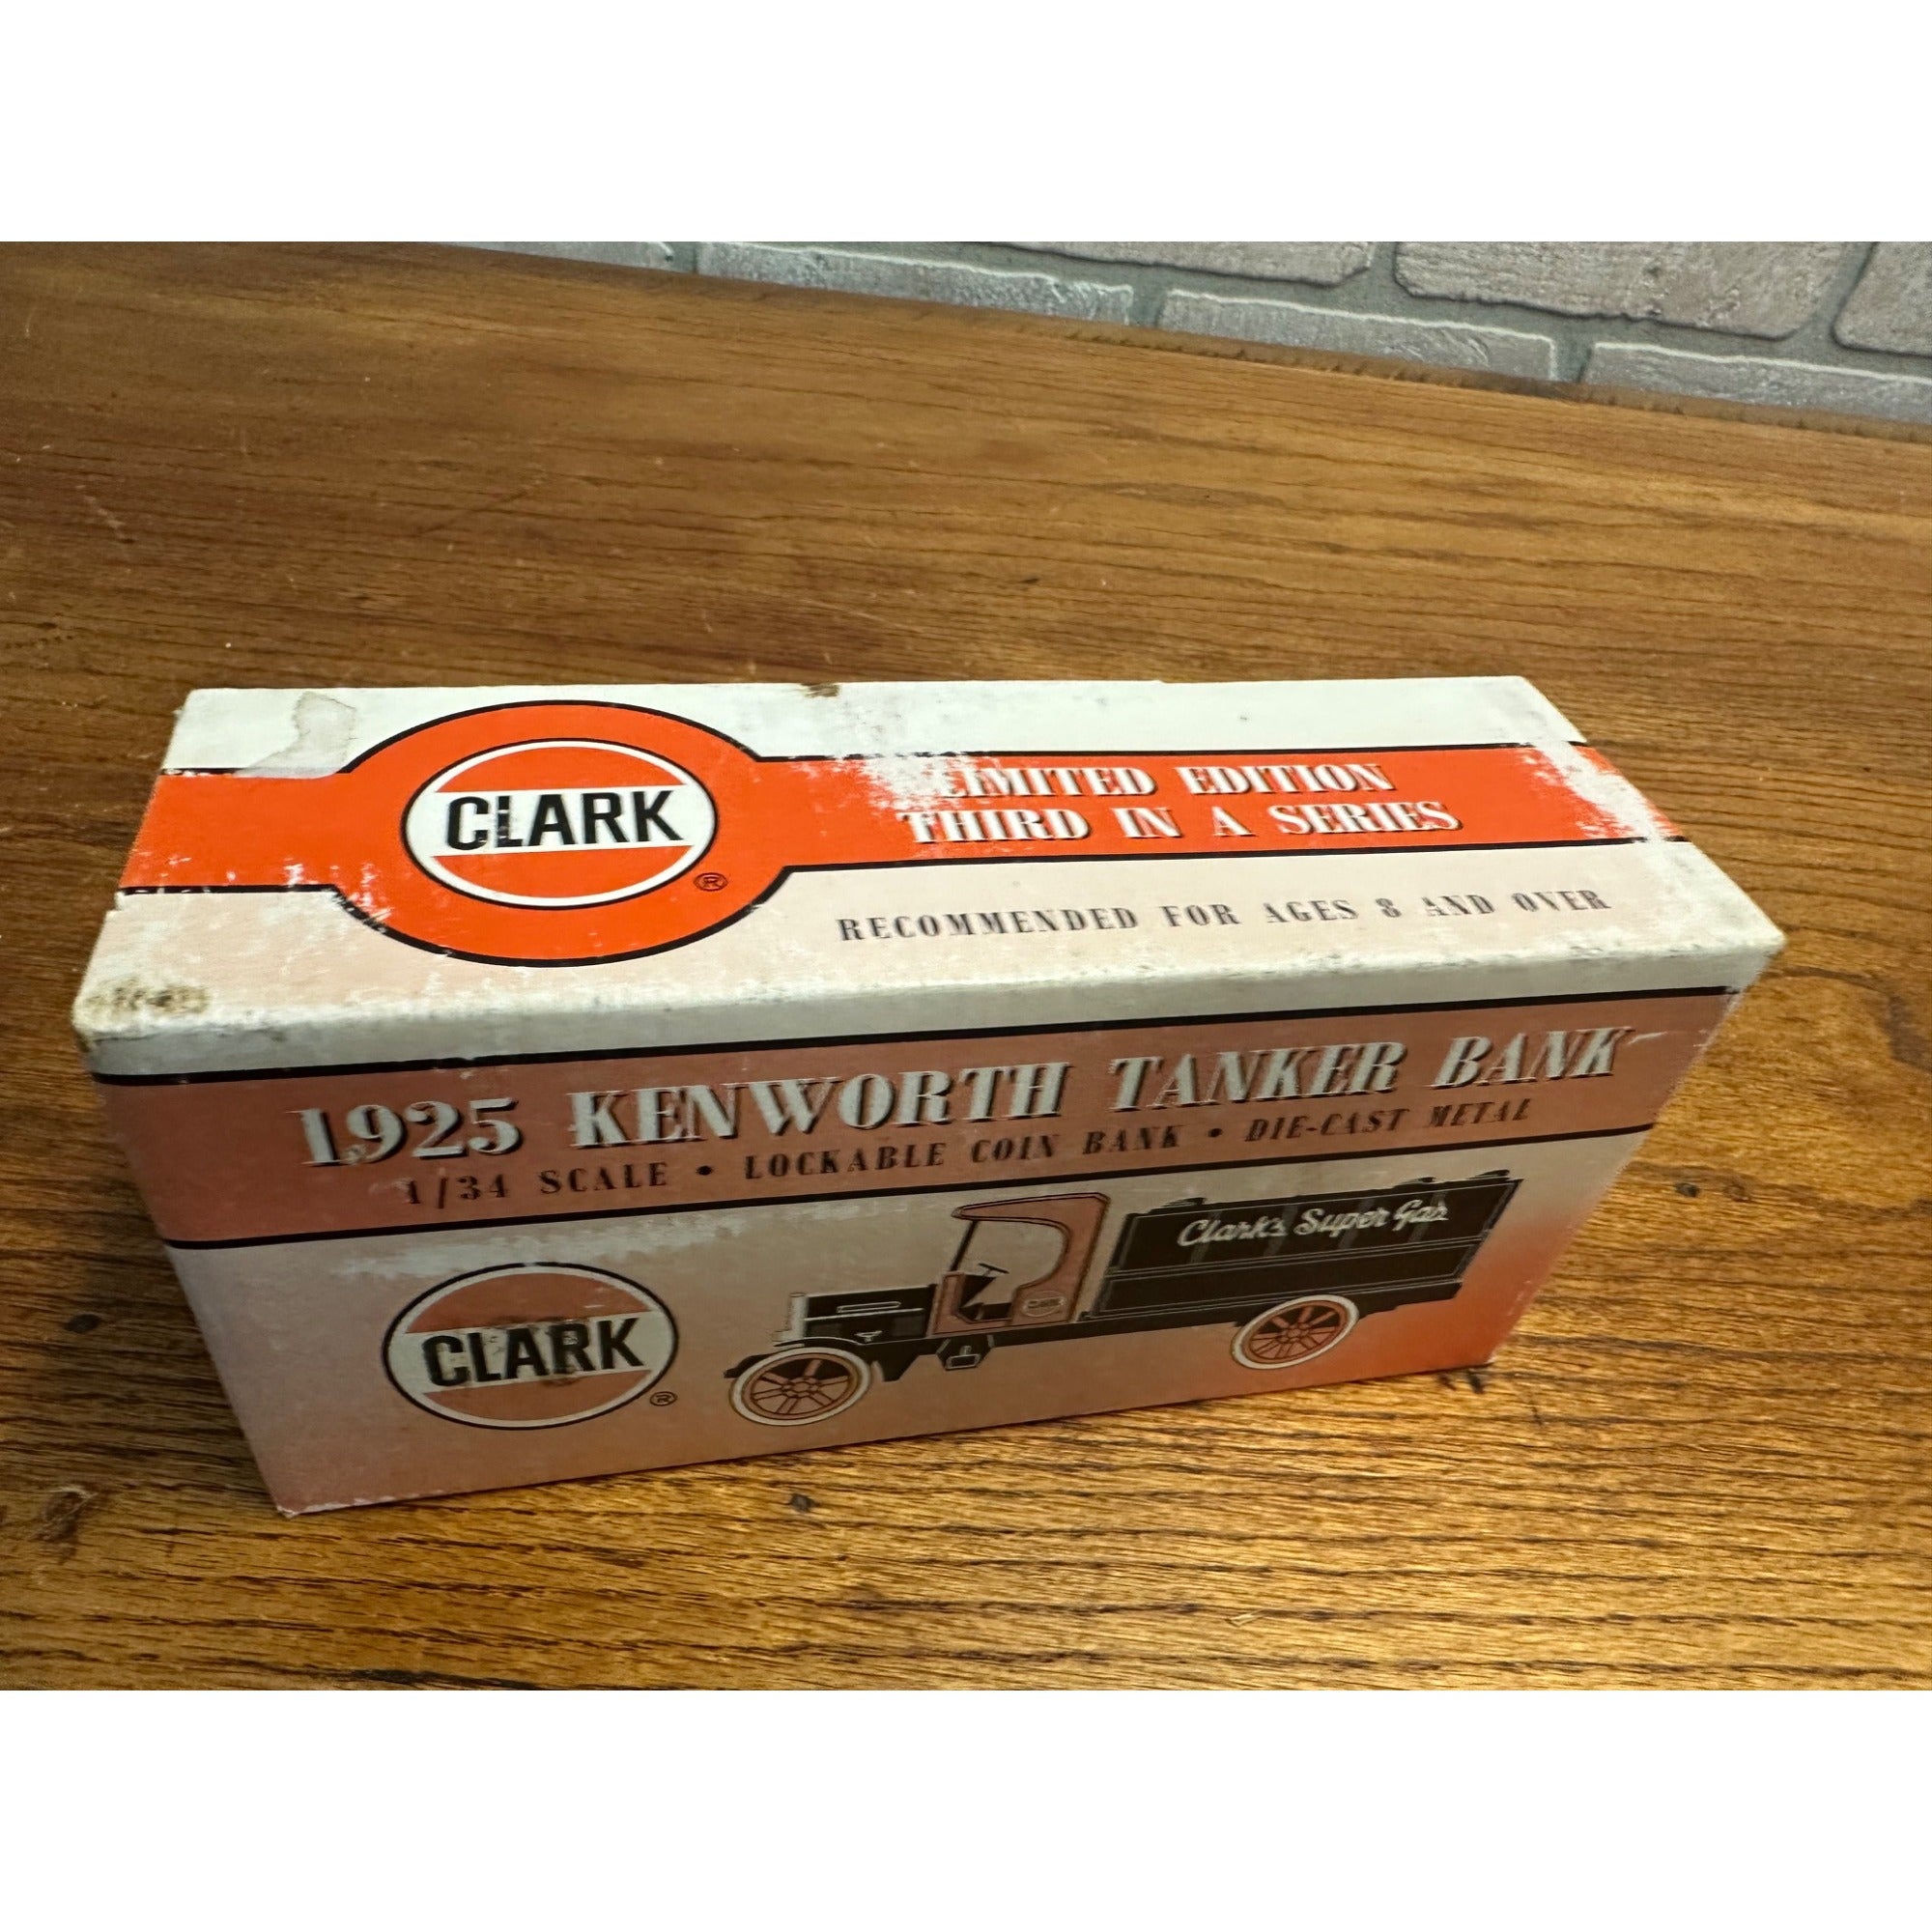 CLARK
®
LIMITED EDITION
THIRD IN A SERIES
RECOMMENDED FOR AGES 8 AND OVER
1925 KENWORTH TANKER BANK
1/34 SCALE • LOCKABLE COIN BANK • DIE-CAST METAL
Clark's Super Gas
CLARK
CLARK
®